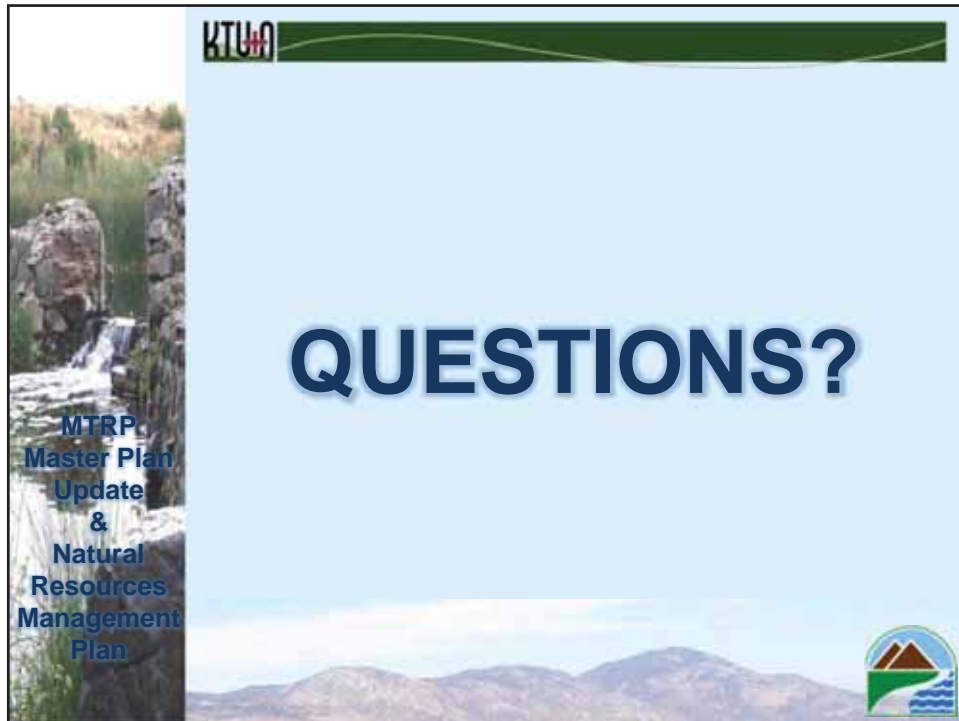 KTU+A
QUESTIONS?
MTRP
Master Plan
Update
&
Natural
Resources
Management
Plan